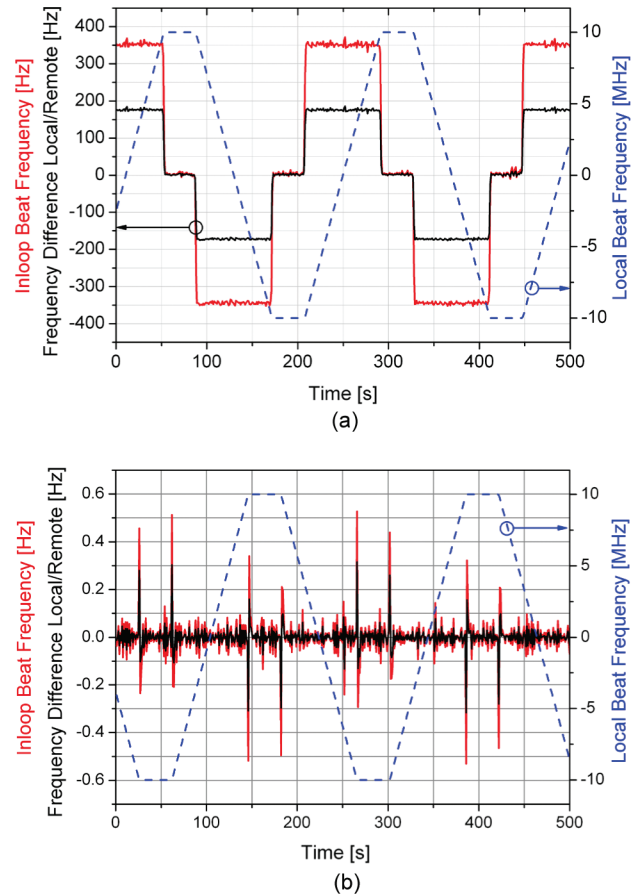 Inloop Beat Frequency [Hz]
Frequency Difference Local/Remote [Hz]
400
300
200
100
0
-100
-200
-300
-400
10
5
0
-5
-10
Local Beat Frequency [MHz]
0 100 200 300 400 500
Time [s]
(a)
Inloop Beat Frequency [Hz]
Frequency Difference Local/Remote [Hz]
0.6
0.4
0.2
0.0
-0.2
-0.4
-0.6
10
5
0
-5
-10
Local Beat Frequency [MHz]
0 100 200 300 400 500
Time [s]
(b)